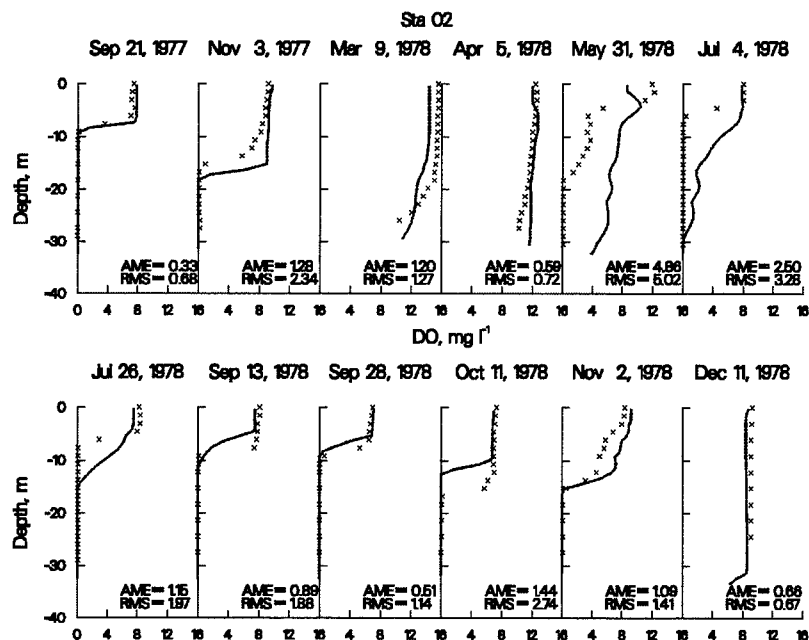 Sta 02
Sep 21, 1977 Nov 3, 1977 Mar 9, 1978 Apr 5, 1978 May 31, 1978 Jul 4, 1978
0
-10
-20
-30
-40
Depth, m
AME= 0.33 AME= 1.28 AME= 1.20 AME= 0.59 AME= 4.86 AME= 2.50
RMS= 0.68 RMS= 2.34 RMS= 1.27 RMS= 0.72 RMS= 5.02 RMS= 3.28
0 4 8 12 16 4 8 12 16 4 8 12 16 4 8 12 16 4 8 12 16 4 8 12 16
DO, mg l⁻¹
Jul 26, 1978 Sep 13, 1978 Sep 28, 1978 Oct 11, 1978 Nov 2, 1978 Dec 11, 1978
0
-10
-20
-30
-40
Depth, m
AME= 1.15 AME= 0.89 AME= 0.51 AME= 1.44 AME= 1.09 AME= 0.66
RMS= 1.97 RMS= 1.88 RMS= 1.14 RMS= 2.74 RMS= 1.41 RMS= 0.67
0 4 8 12 16 4 8 12 16 4 8 12 16 4 8 12 16 4 8 12 16 4 8 12 16